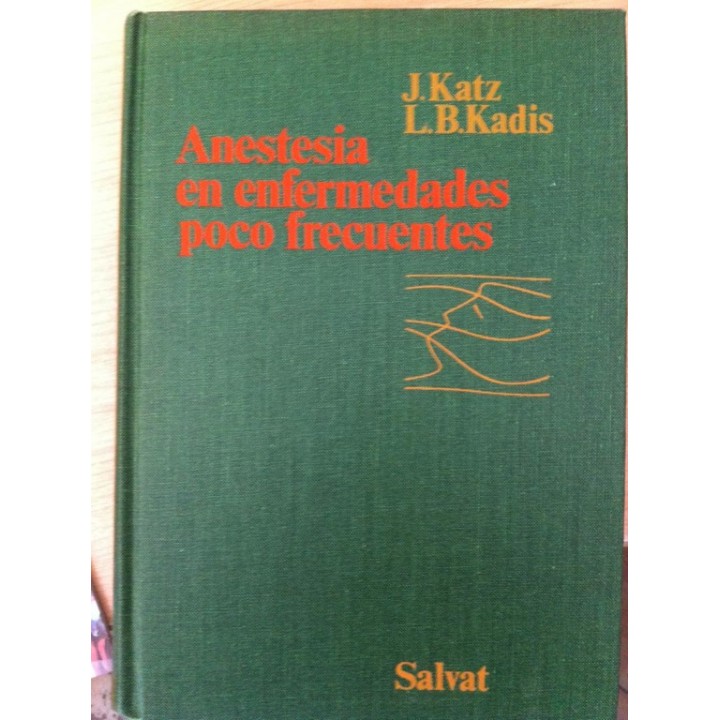 J. Katz
L.B.Kadis
Anestesia
en enfermedades
poco frecuentes
Salvat